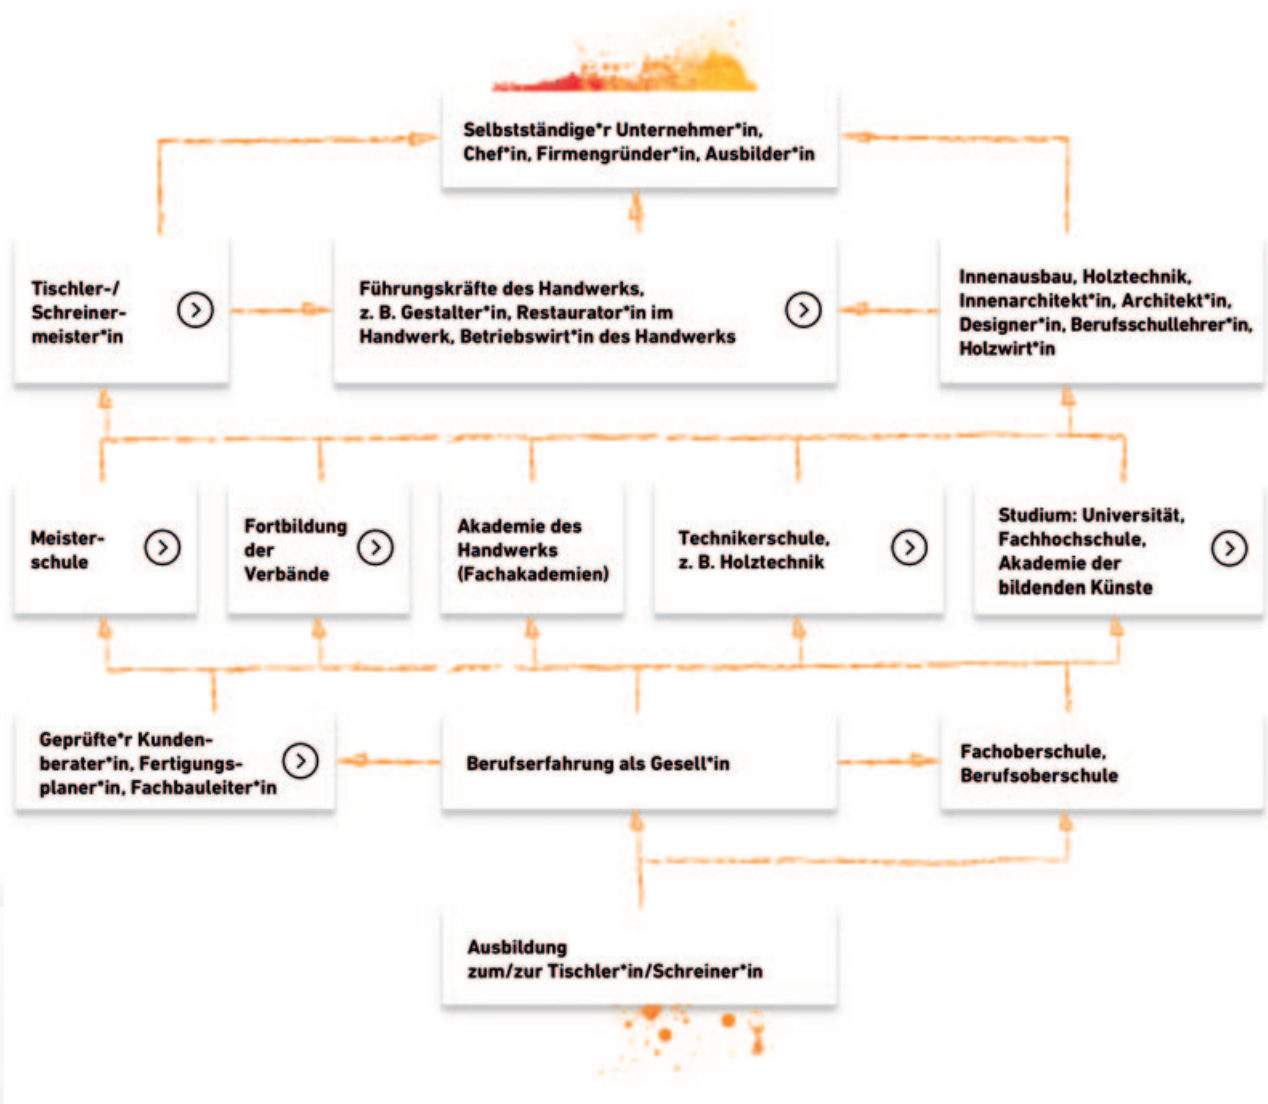 Selbstständige*r Unternehmer*in,
Chef*in, Firmengründer*in, Ausbilder*in
Tischler-/
Schreiner-
meister*in
Führungskräfte des Handwerks,
z. B. Gestalter*in, Restaurator*in im
Handwerk, Betriebswirt*in des Handwerks
Innenausbau, Holztechnik,
Innenarchitekt*in, Architekt*in,
Designer*in, Berufsschullehrer*in,
Holzwirt*in
Meister-
schule
Fortbildung
der
Verbände
Akademie des
Handwerks
(Fachakademien)
Technikerschule,
z. B. Holztechnik
Studium: Universität,
Fachhochschule,
Akademie der
bildenden Künste
Geprüfte*r Kunden-
berater*in, Fertigungs-
planer*in, Fachbauleiter*in
Berufserfahrung als Gesell*in
Fachoberschule,
Berufsoberschule
Ausbildung
zum/zur Tischler*in/Schreiner*in